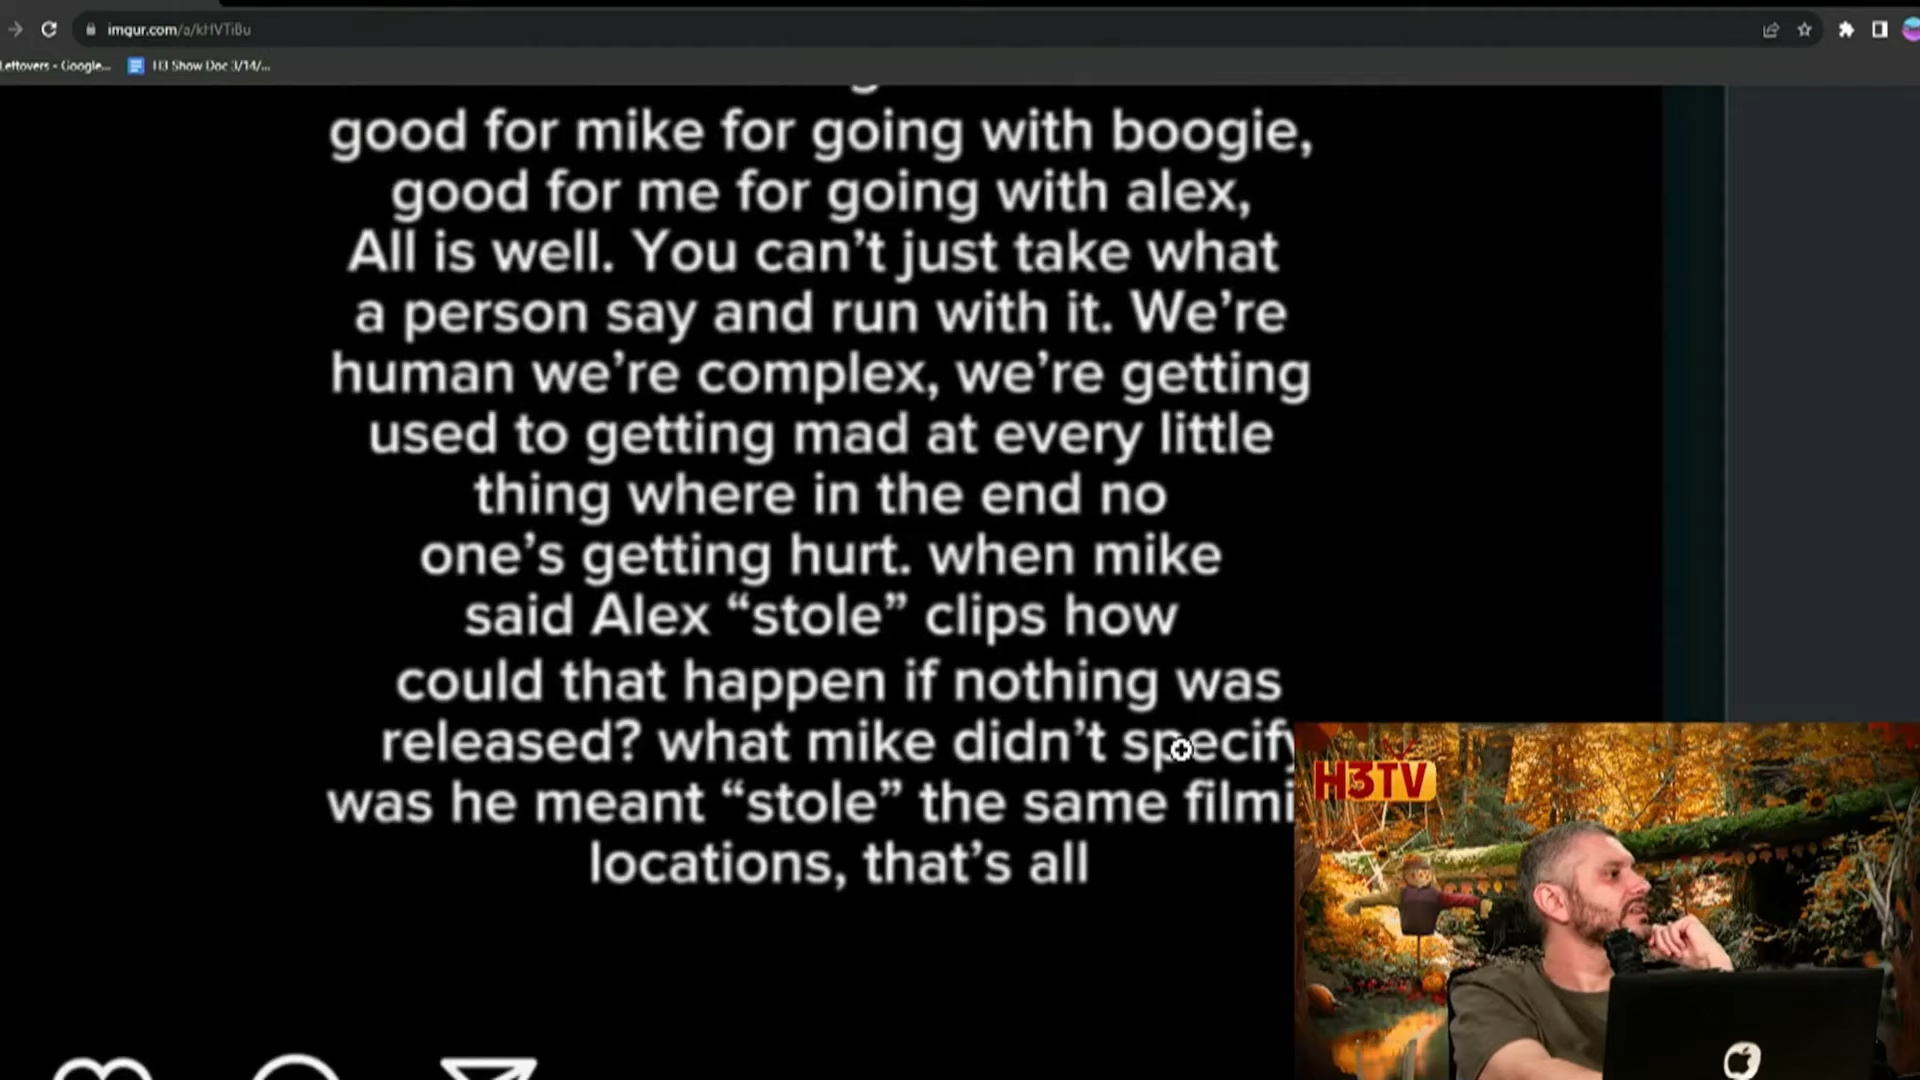 imgur.com/a/kHVTiBu
Leftovers - Google...
H3 Show Doc 3/14/...
good for mike for going with boogie,
good for me for going with alex,
All is well. You can’t just take what
a person say and run with it. We’re
human we’re complex, we’re getting
used to getting mad at every little
thing where in the end no
one’s getting hurt. when mike
said Alex “stole” clips how
could that happen if nothing was
released? what mike didn’t specify
was he meant “stole” the same filmi
locations, that’s all
H3TV